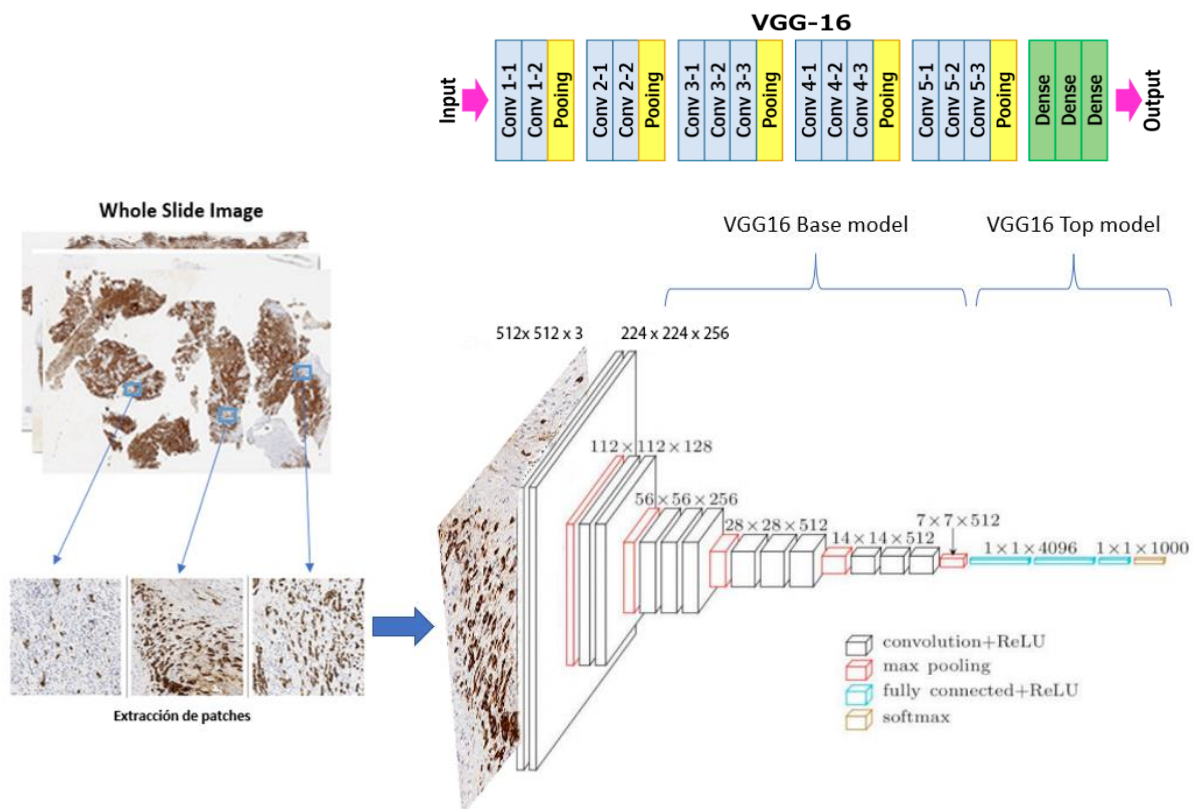 VGG-16
Input
Conv 1-1
Conv 1-2
Pooing
Conv 2-1
Conv 2-2
Pooing
Conv 3-1
Conv 3-2
Conv 3-3
Pooing
Conv 4-1
Conv 4-2
Conv 4-3
Pooing
Conv 5-1
Conv 5-2
Conv 5-3
Pooing
Dense
Dense
Dense
Output
Whole Slide Image
VGG16 Base model
VGG16 Top model
512x 512 x 3
224 x 224 x 256
112 × 112 × 128
56 × 56 × 256
28 × 28 × 512
14 × 14 × 512
7 × 7 × 512
1 × 1 × 4096
1 × 1 × 1000
convolution+ReLU
max pooling
fully connected+ReLU
softmax
Extracción de patches